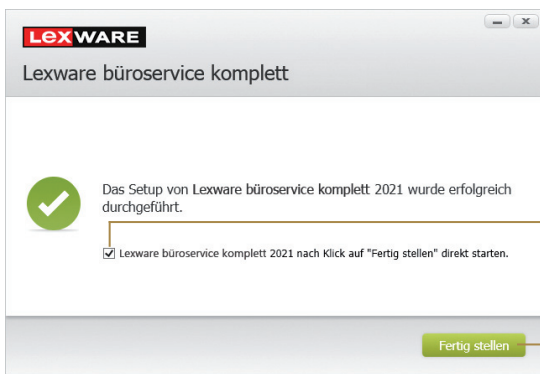 LEXWARE
Lexware büroservice komplett
Das Setup von Lexware büroservice komplett 2021 wurde erfolgreich
durchgeführt.
Lexware büroservice komplett 2021 nach Klick auf "Fertig stellen" direkt starten.
Fertig stellen